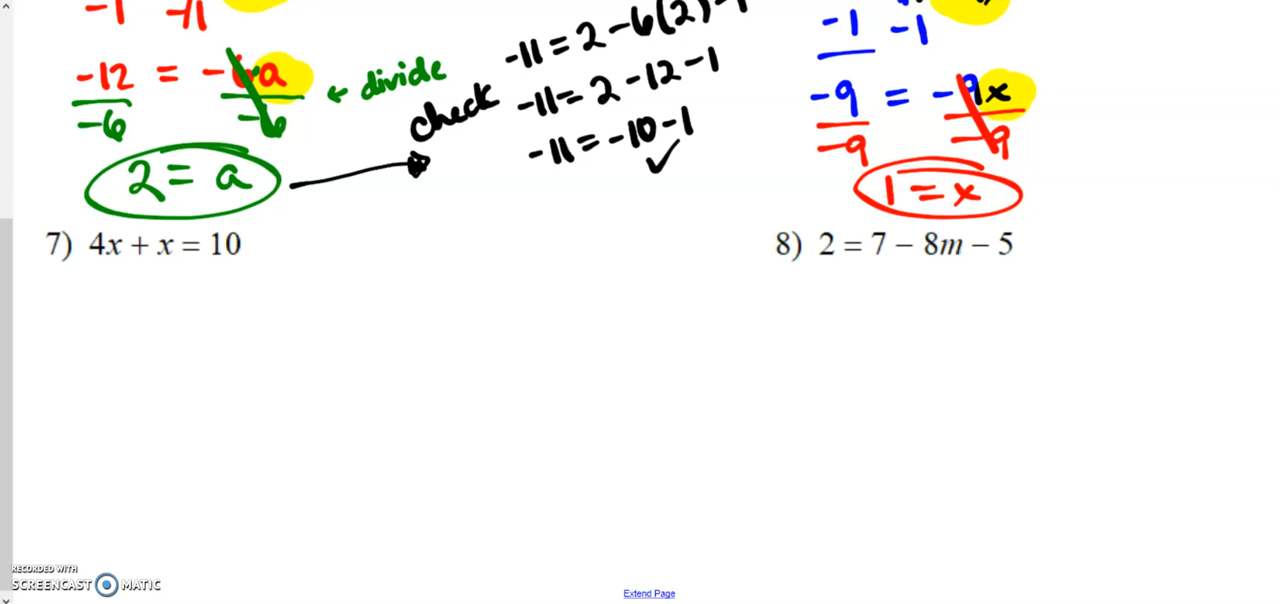 -1 -11
-12 = -6a
-6 -6
← divide
2 = a
check
-11 = 2 - 6(2) - 1
-11 = 2 - 12 - 1
-11 = -10 - 1 ✓
-1 -1
-9 = -9x
-9 -9
1 = x
7) 4x + x = 10
8) 2 = 7 − 8m − 5
RECORDED WITH
SCREENCAST MATIC
Extend Page